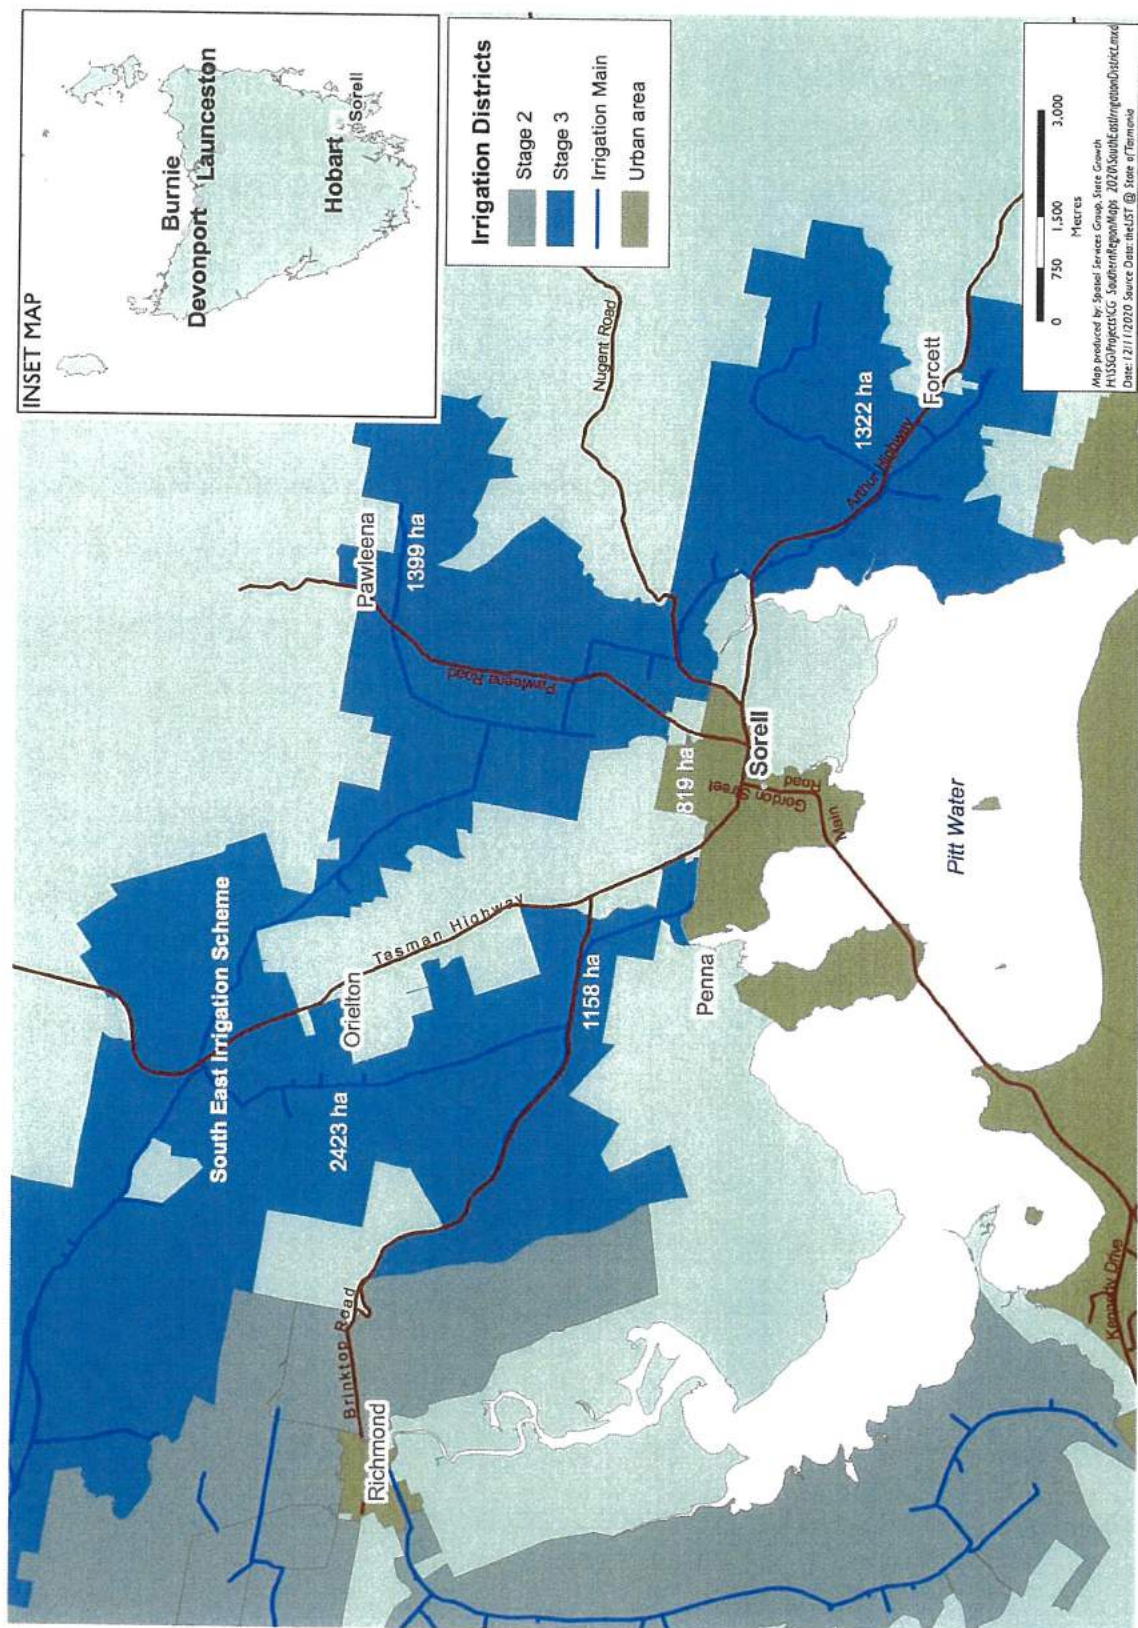 INSET MAP
Burnie
Devonport
Launceston
Hobart
Sorell
Irrigation Districts
Stage 2
Stage 3
Irrigation Main
Urban area
South East Irrigation Scheme
Pawleena
1399 ha
Nugent Road
Pawleena Road
Tasman Highway
Orielton
2423 ha
Brinktop Road
Richmond
1158 ha
819 ha
Gordon Street
Sorell
Main
Road
Penna
Pitt Water
1322 ha
Arthur Highway
Forcett
Kennedy Drive
0 750 1,500 3,000
Metres
Map produced by: Spatial Services Group, State Growth
Date: 12/11/2020 Source Data: theLIST @ State of Tasmania